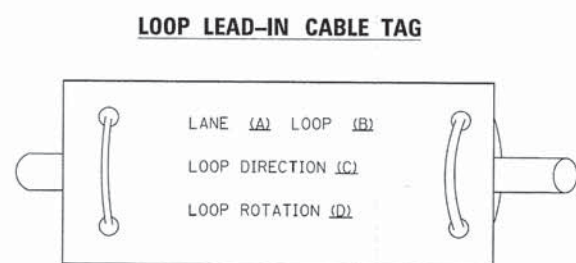 LOOP LEAD-IN CABLE TAG
LANE (A) LOOP (B)
LOOP DIRECTION (C)
LOOP ROTATION (D)